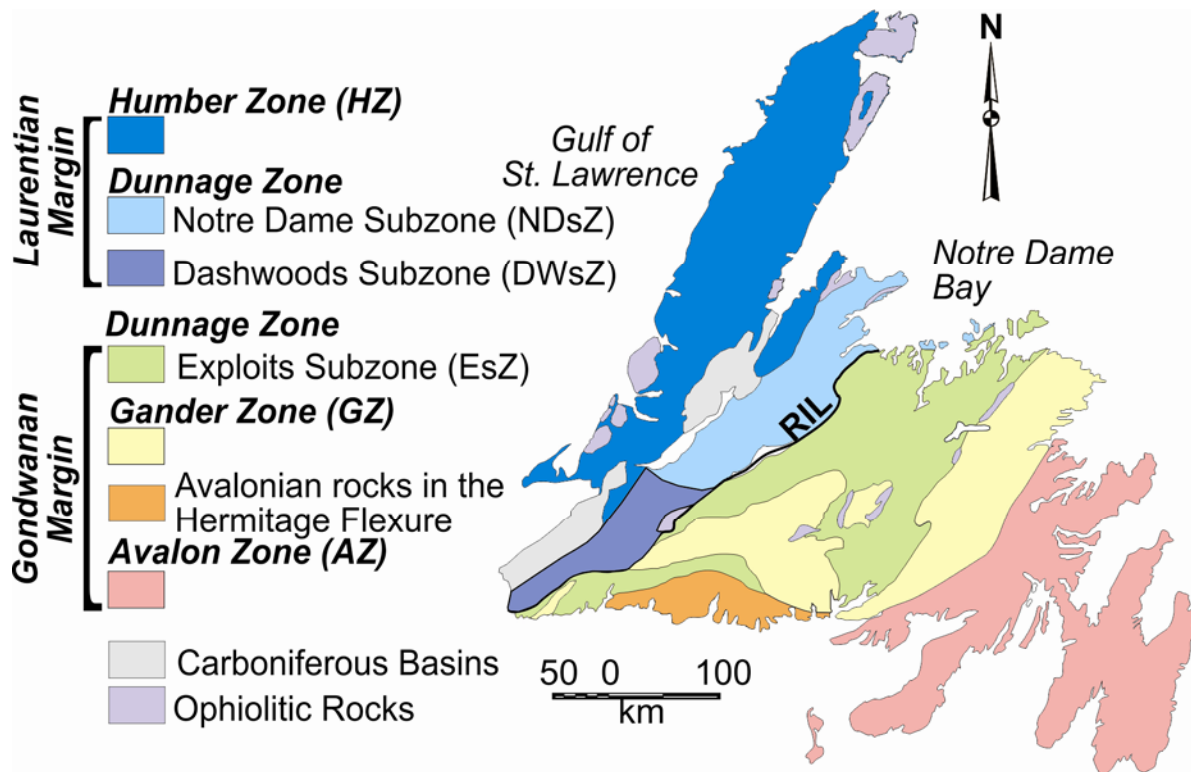 Laurentian
Margin
Humber Zone (HZ)
Dunnage Zone
Notre Dame Subzone (NDsZ)
Dashwoods Subzone (DWsZ)
Gondwanan
Margin
Dunnage Zone
Exploits Subzone (EsZ)
Gander Zone (GZ)
Avalonian rocks in the
Hermitage Flexure
Avalon Zone (AZ)
Carboniferous Basins
Ophiolitic Rocks
Gulf of
St. Lawrence
N
Notre Dame
Bay
RIL
50 0 100
km